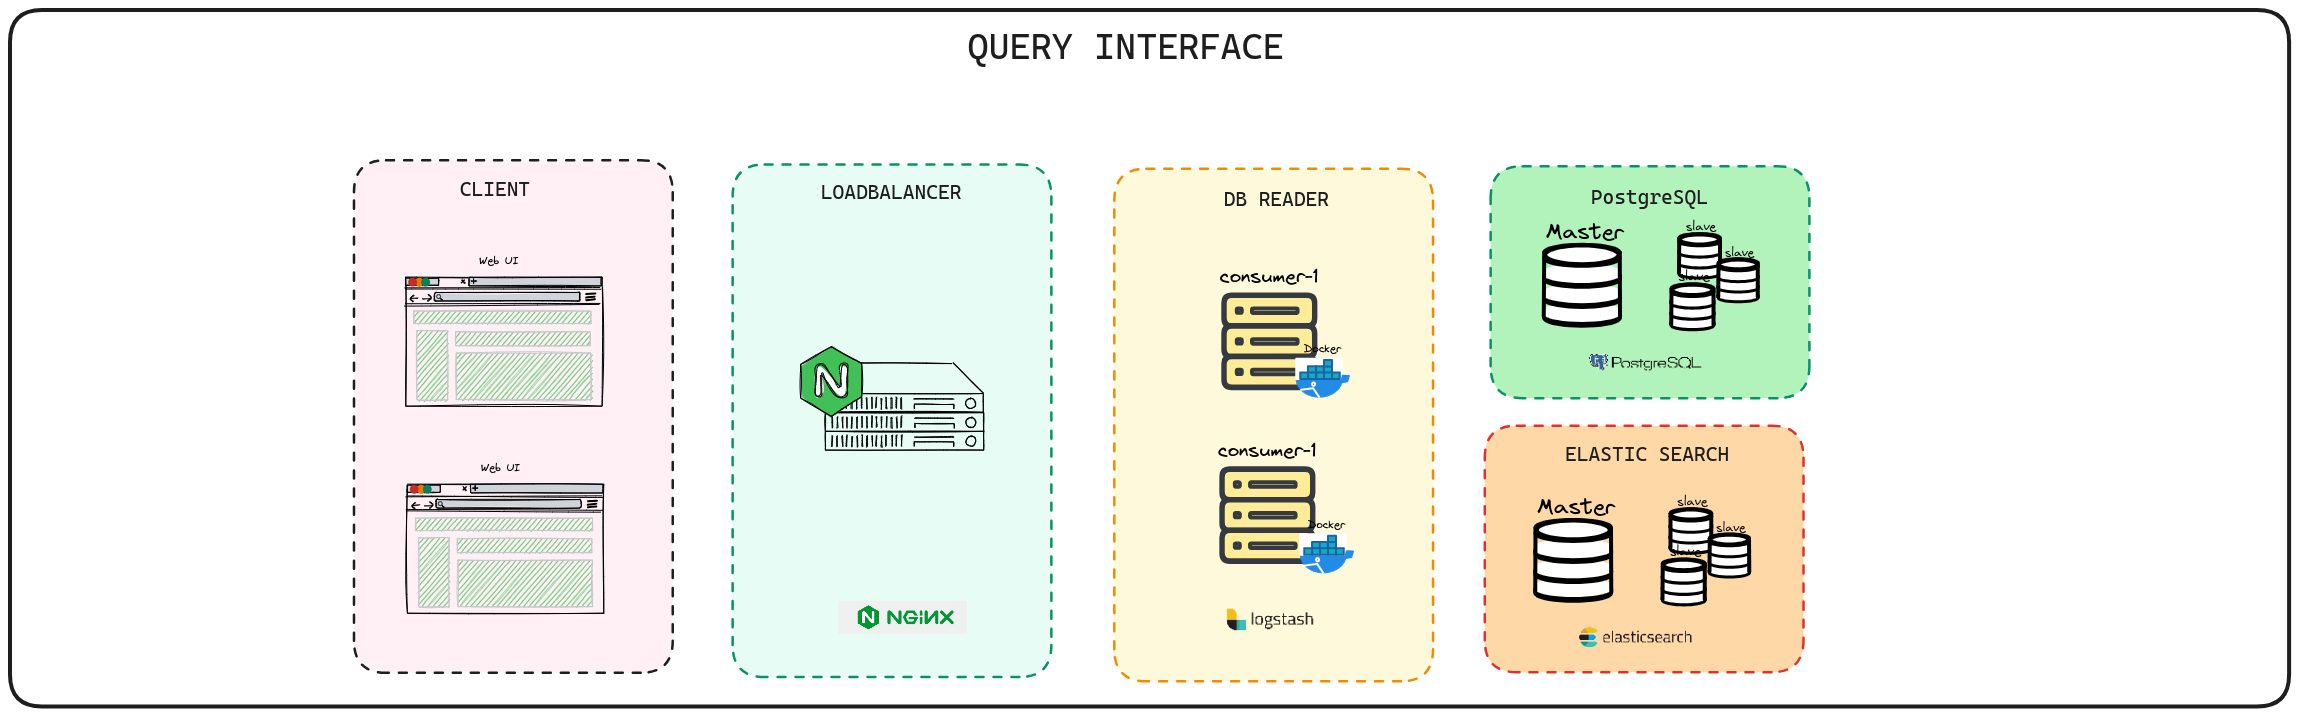 QUERY INTERFACE
CLIENT
Web UI
Web UI
LOADBALANCER
NGINX
DB READER
consumer-1
Docker
consumer-1
Docker
logstash
PostgreSQL
Master
slave
slave
slave
PostgreSQL
ELASTIC SEARCH
Master
slave
slave
slave
elasticsearch